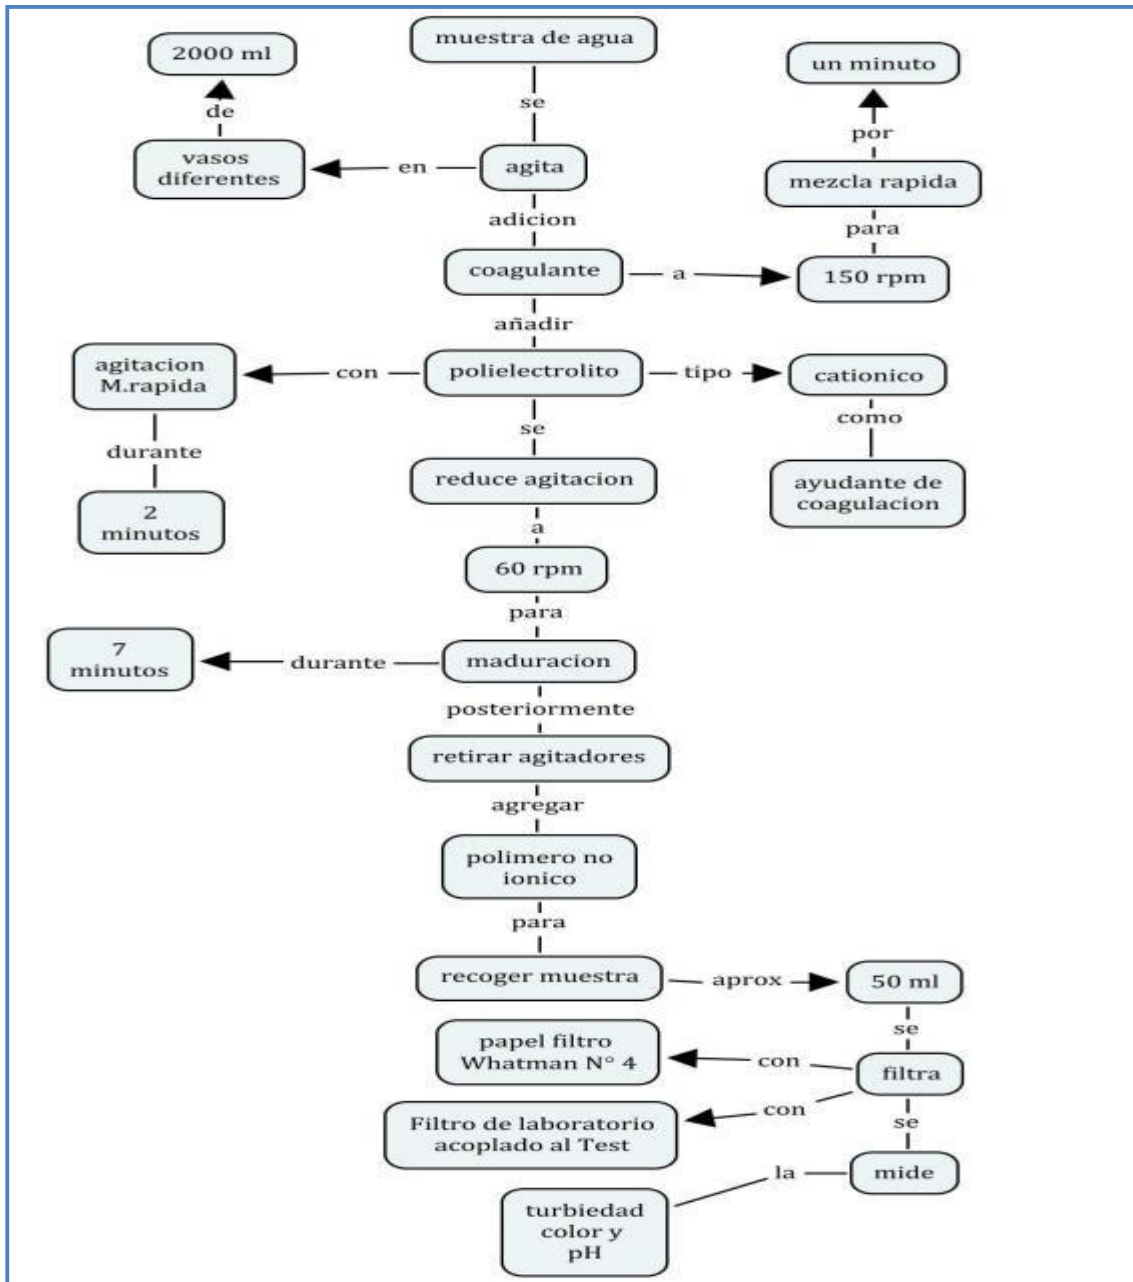 muestra de agua
2000 ml
un minuto
se
de
por
vasos
diferentes
en
agita
mezcla rapida
adicion
para
coagulante
a
150 rpm
añadir
agitacion
M.rapida
con
polielectrolito
tipo
cationico
durante
se
como
2
minutos
reduce agitacion
ayudante de
coagulacion
a
60 rpm
para
7
minutos
durante
maduracion
posteriormente
retirar agitadores
agregar
polimero no
ionico
para
recoger muestra
aprox
50 ml
se
papel filtro
Whatman N° 4
con
filtra
Filtro de laboratorio
acoplado al Test
con
se
la
mide
turbiedad
color y
pH